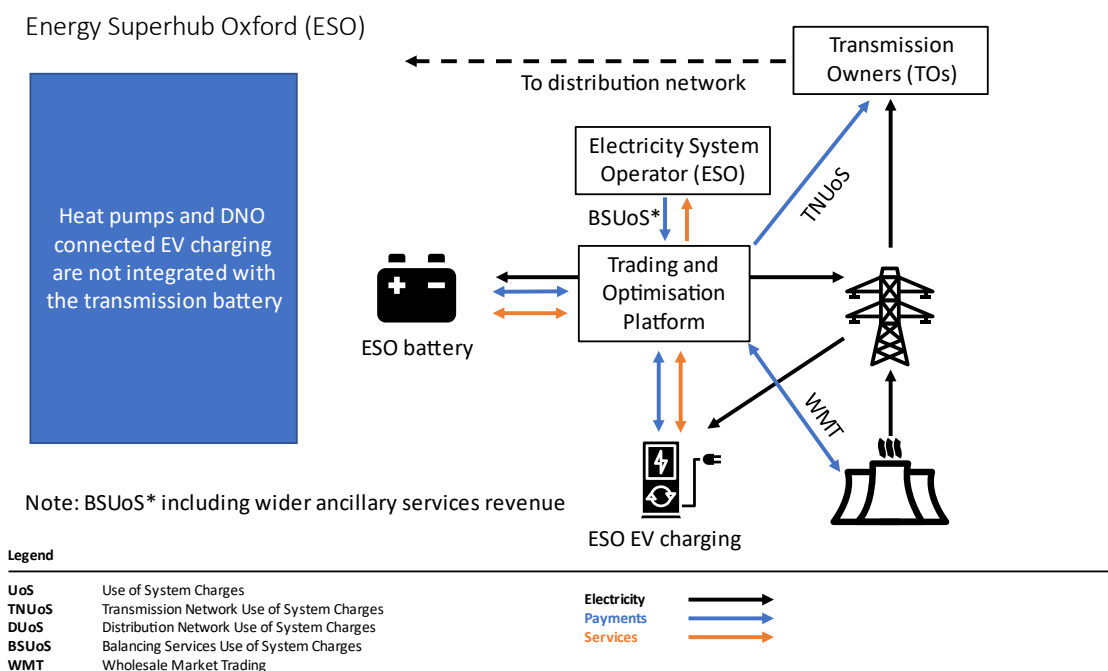 Energy Superhub Oxford (ESO)
Transmission
Owners (TOs)
To distribution network
Electricity System
Operator (ESO)
TNUoS
BSUoS*
Heat pumps and DNO
connected EV charging
are not integrated with
the transmission battery
Trading and
Optimisation
Platform
ESO battery
WMT
Note: BSUoS* including wider ancillary services revenue
ESO EV charging
Legend
UoS Use of System Charges
TNUoS Transmission Network Use of System Charges
DUoS Distribution Network Use of System Charges
BSUoS Balancing Services Use of System Charges
WMT Wholesale Market Trading
Electricity
Payments
Services